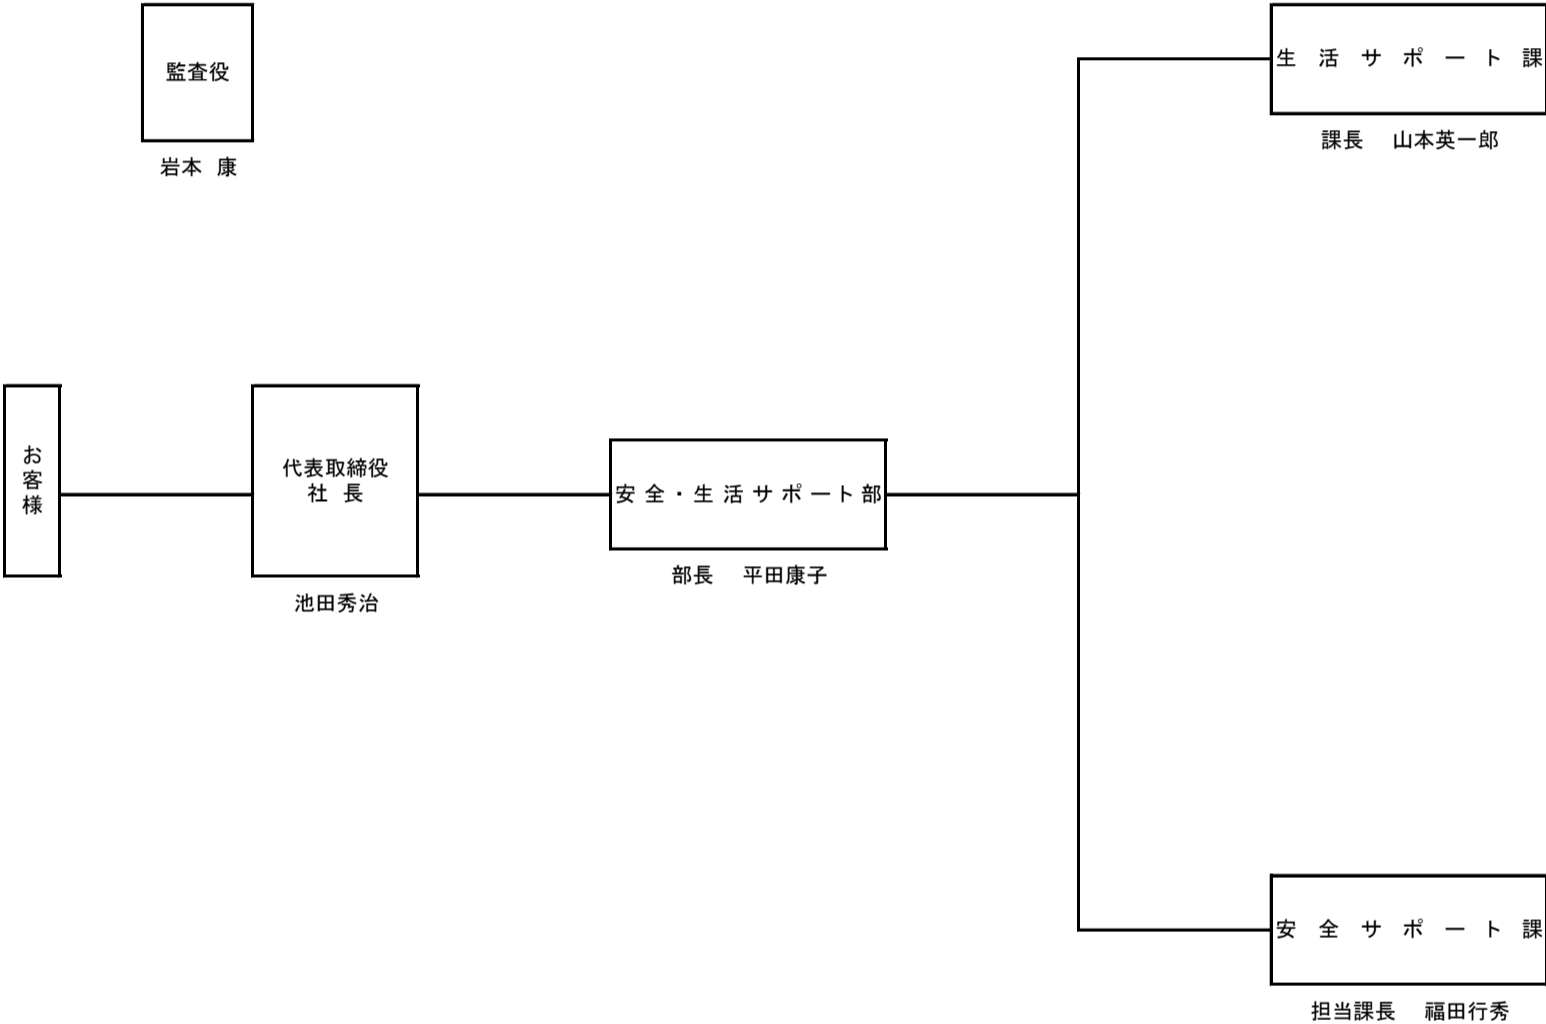 監査役
岩本 康
お客様
代表取締役
社 長
池田秀治
安全・生活サポート部
部長 平田康子
生活サポート課
課長 山本英一郎
安全サポート課
担当課長 福田行秀